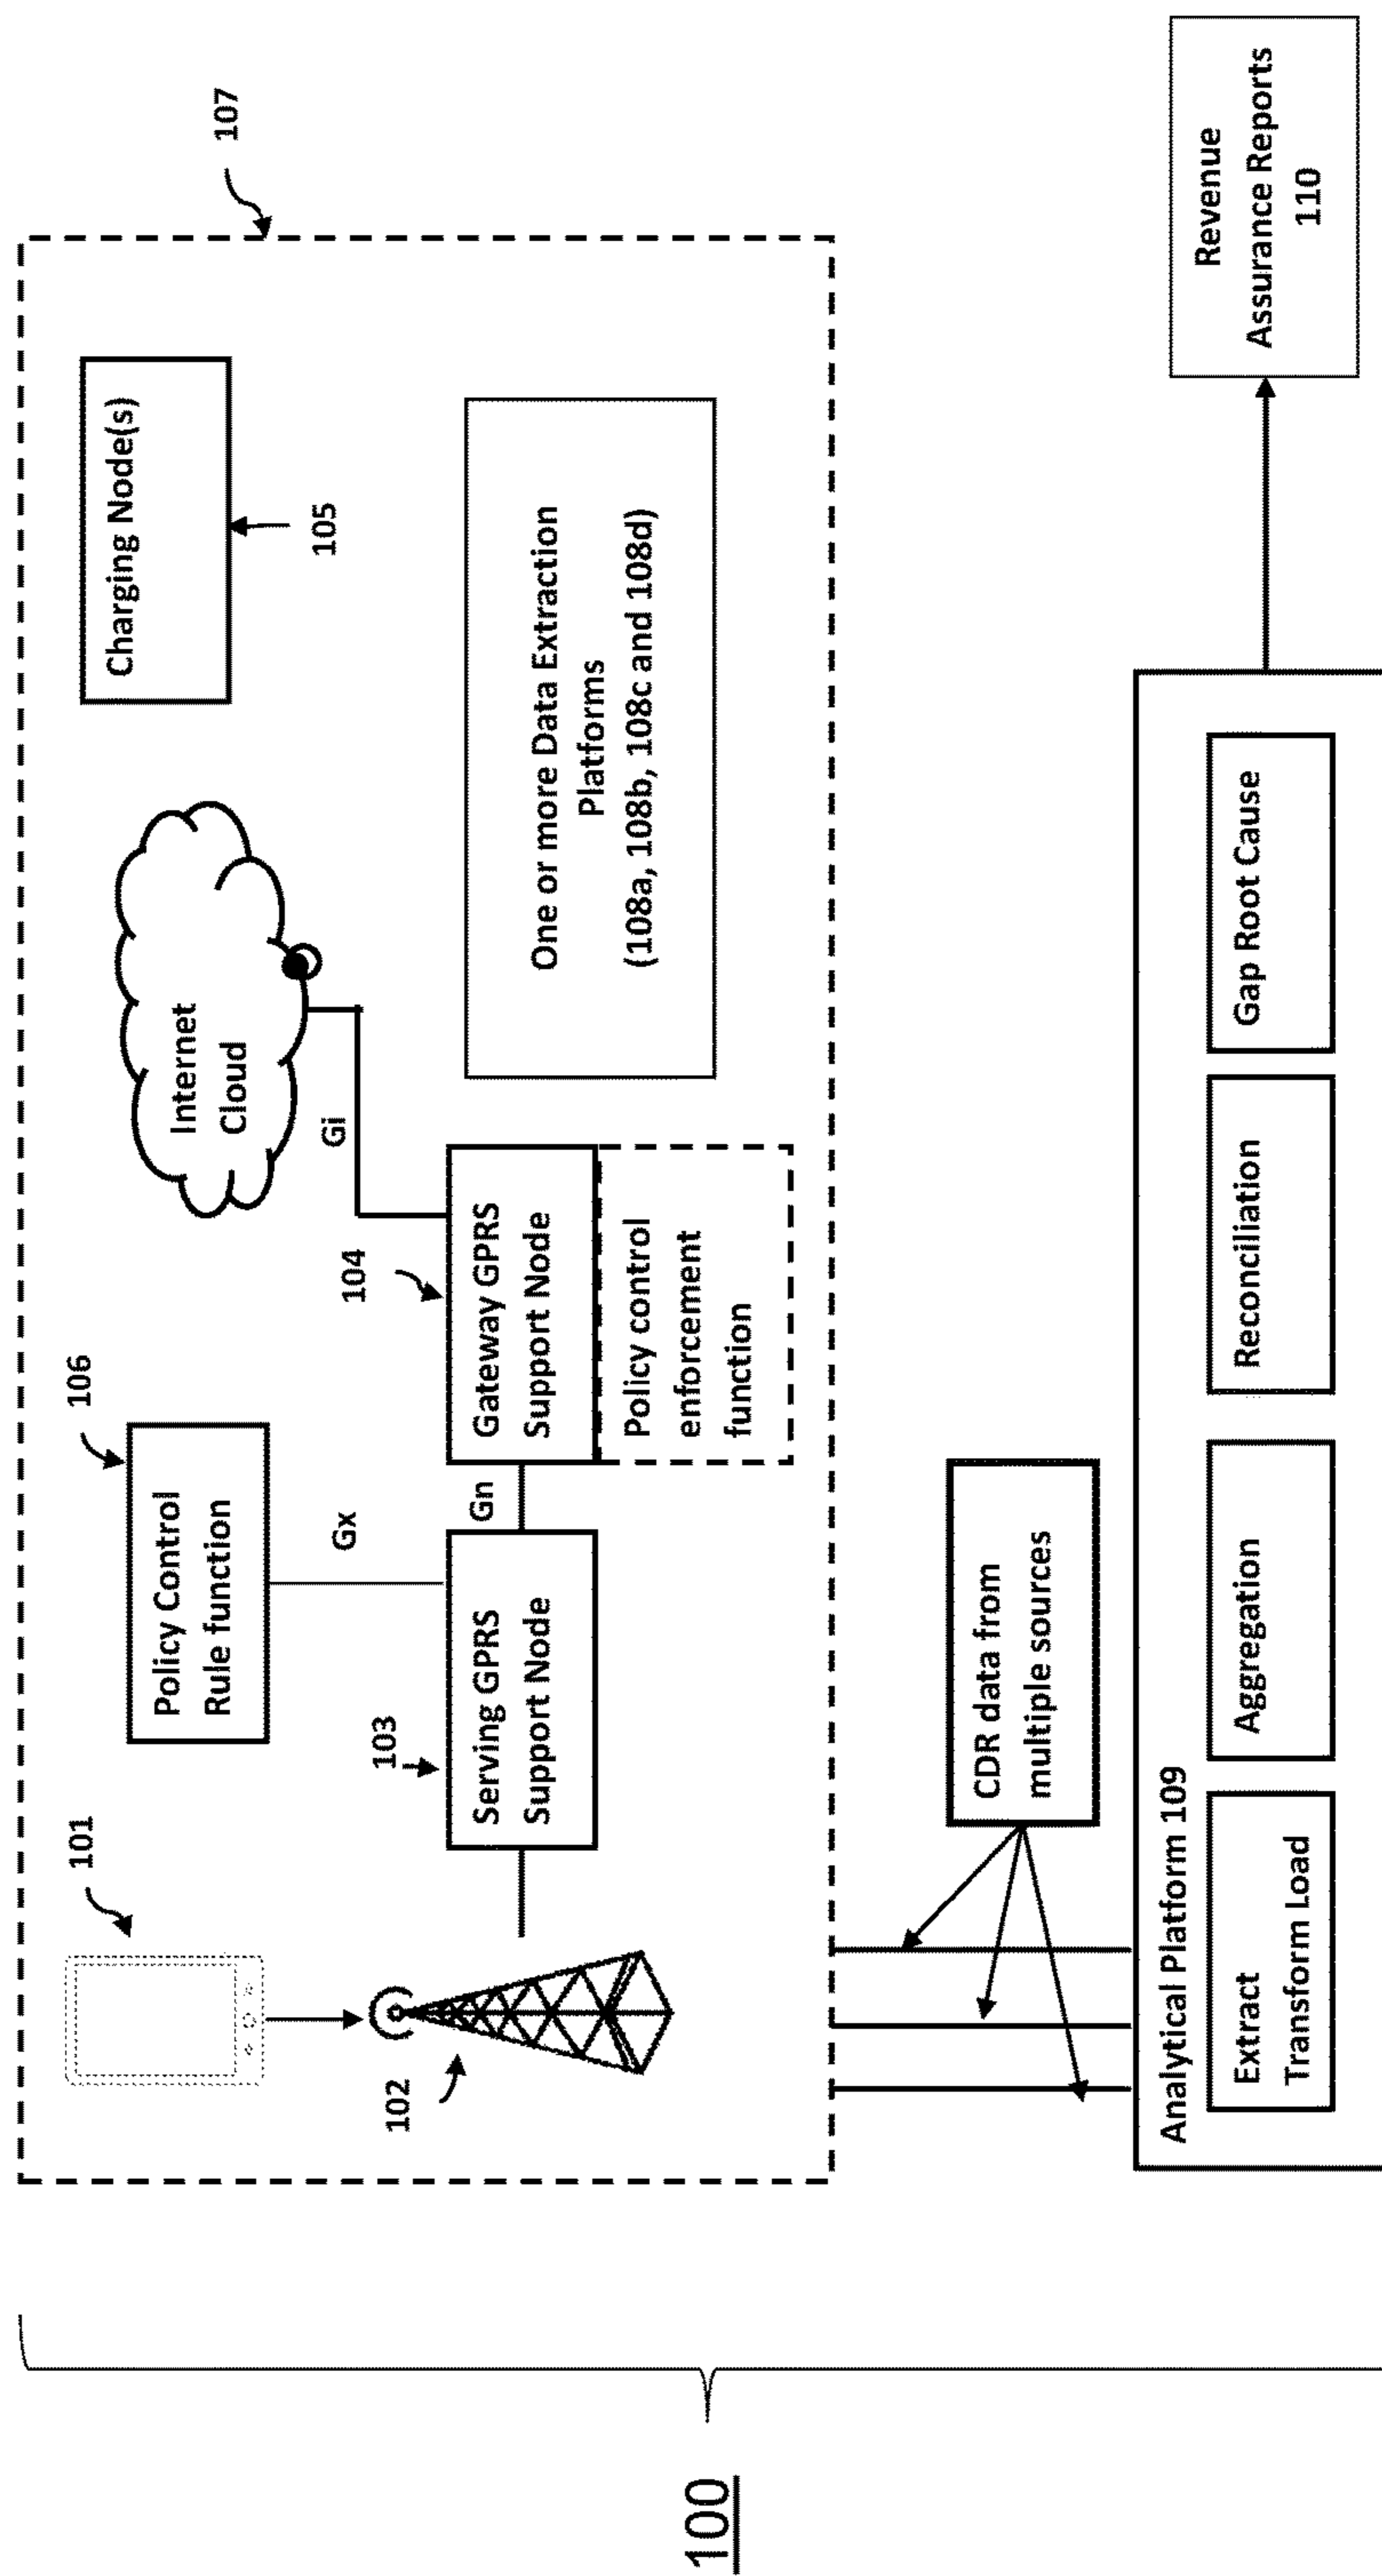 100
101
102
103
Serving GPRS
Support Node
106
Policy Control
Rule function
Gx
Gn
104
Gateway GPRS
Support Node
Policy control
enforcement
function
Gi
Internet
Cloud
Charging Node(s)
105
107
One or more Data Extraction
Platforms
(108a, 108b, 108c and 108d)
CDR data from
multiple sources
Analytical Platform 109
Extract
Transform Load
Aggregation
Reconciliation
Gap Root Cause
Revenue
Assurance Reports
110